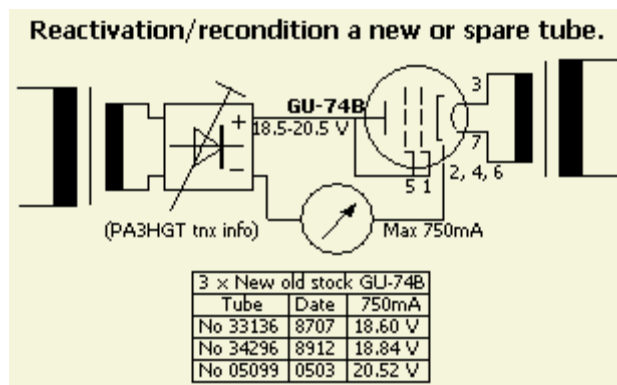 Reactivation/recondition a new or spare tube.
3
GU-74B
+
18.5-20.5 V
-
7
5 1
2, 4, 6
(PA3HGT tnx info)
Max 750mA
3 x New old stock GU-74B
Tube Date 750mA
No 33136 8707 18.60 V
No 34296 8912 18.84 V
No 05099 0503 20.52 V